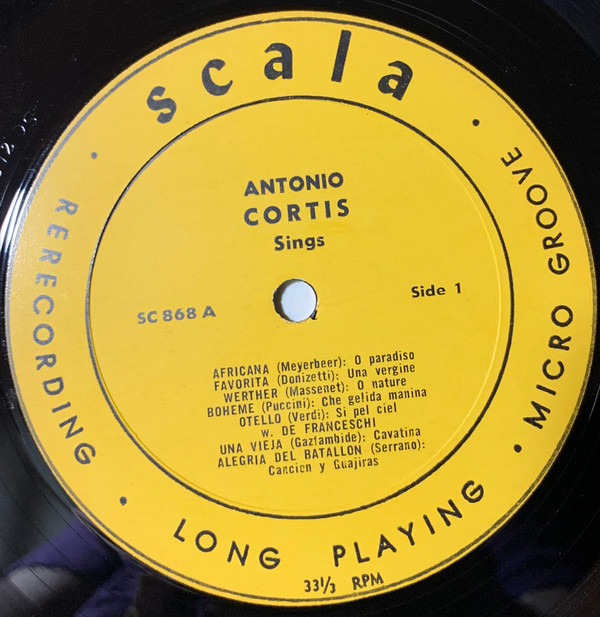 scala
ANTONIO
CORTIS
Sings
SC 868 A
Side 1
AFRICANA (Meyerbeer): O paradiso
FAVORITA (Donizetti): Una vergine
WERTHER (Massenet): O nature
BOHEME (Puccini): Che gelida manina
OTELLO (Verdi): Si pel ciel
w. DE FRANCESCHI
UNA VIEJA (Gaztambide): Cavatina
ALEGRIA DEL BATALLON (Serrano):
Cancion y Guajiras
RERECORDING • LONG PLAYING • MICRO GROOVE
33⅓ RPM